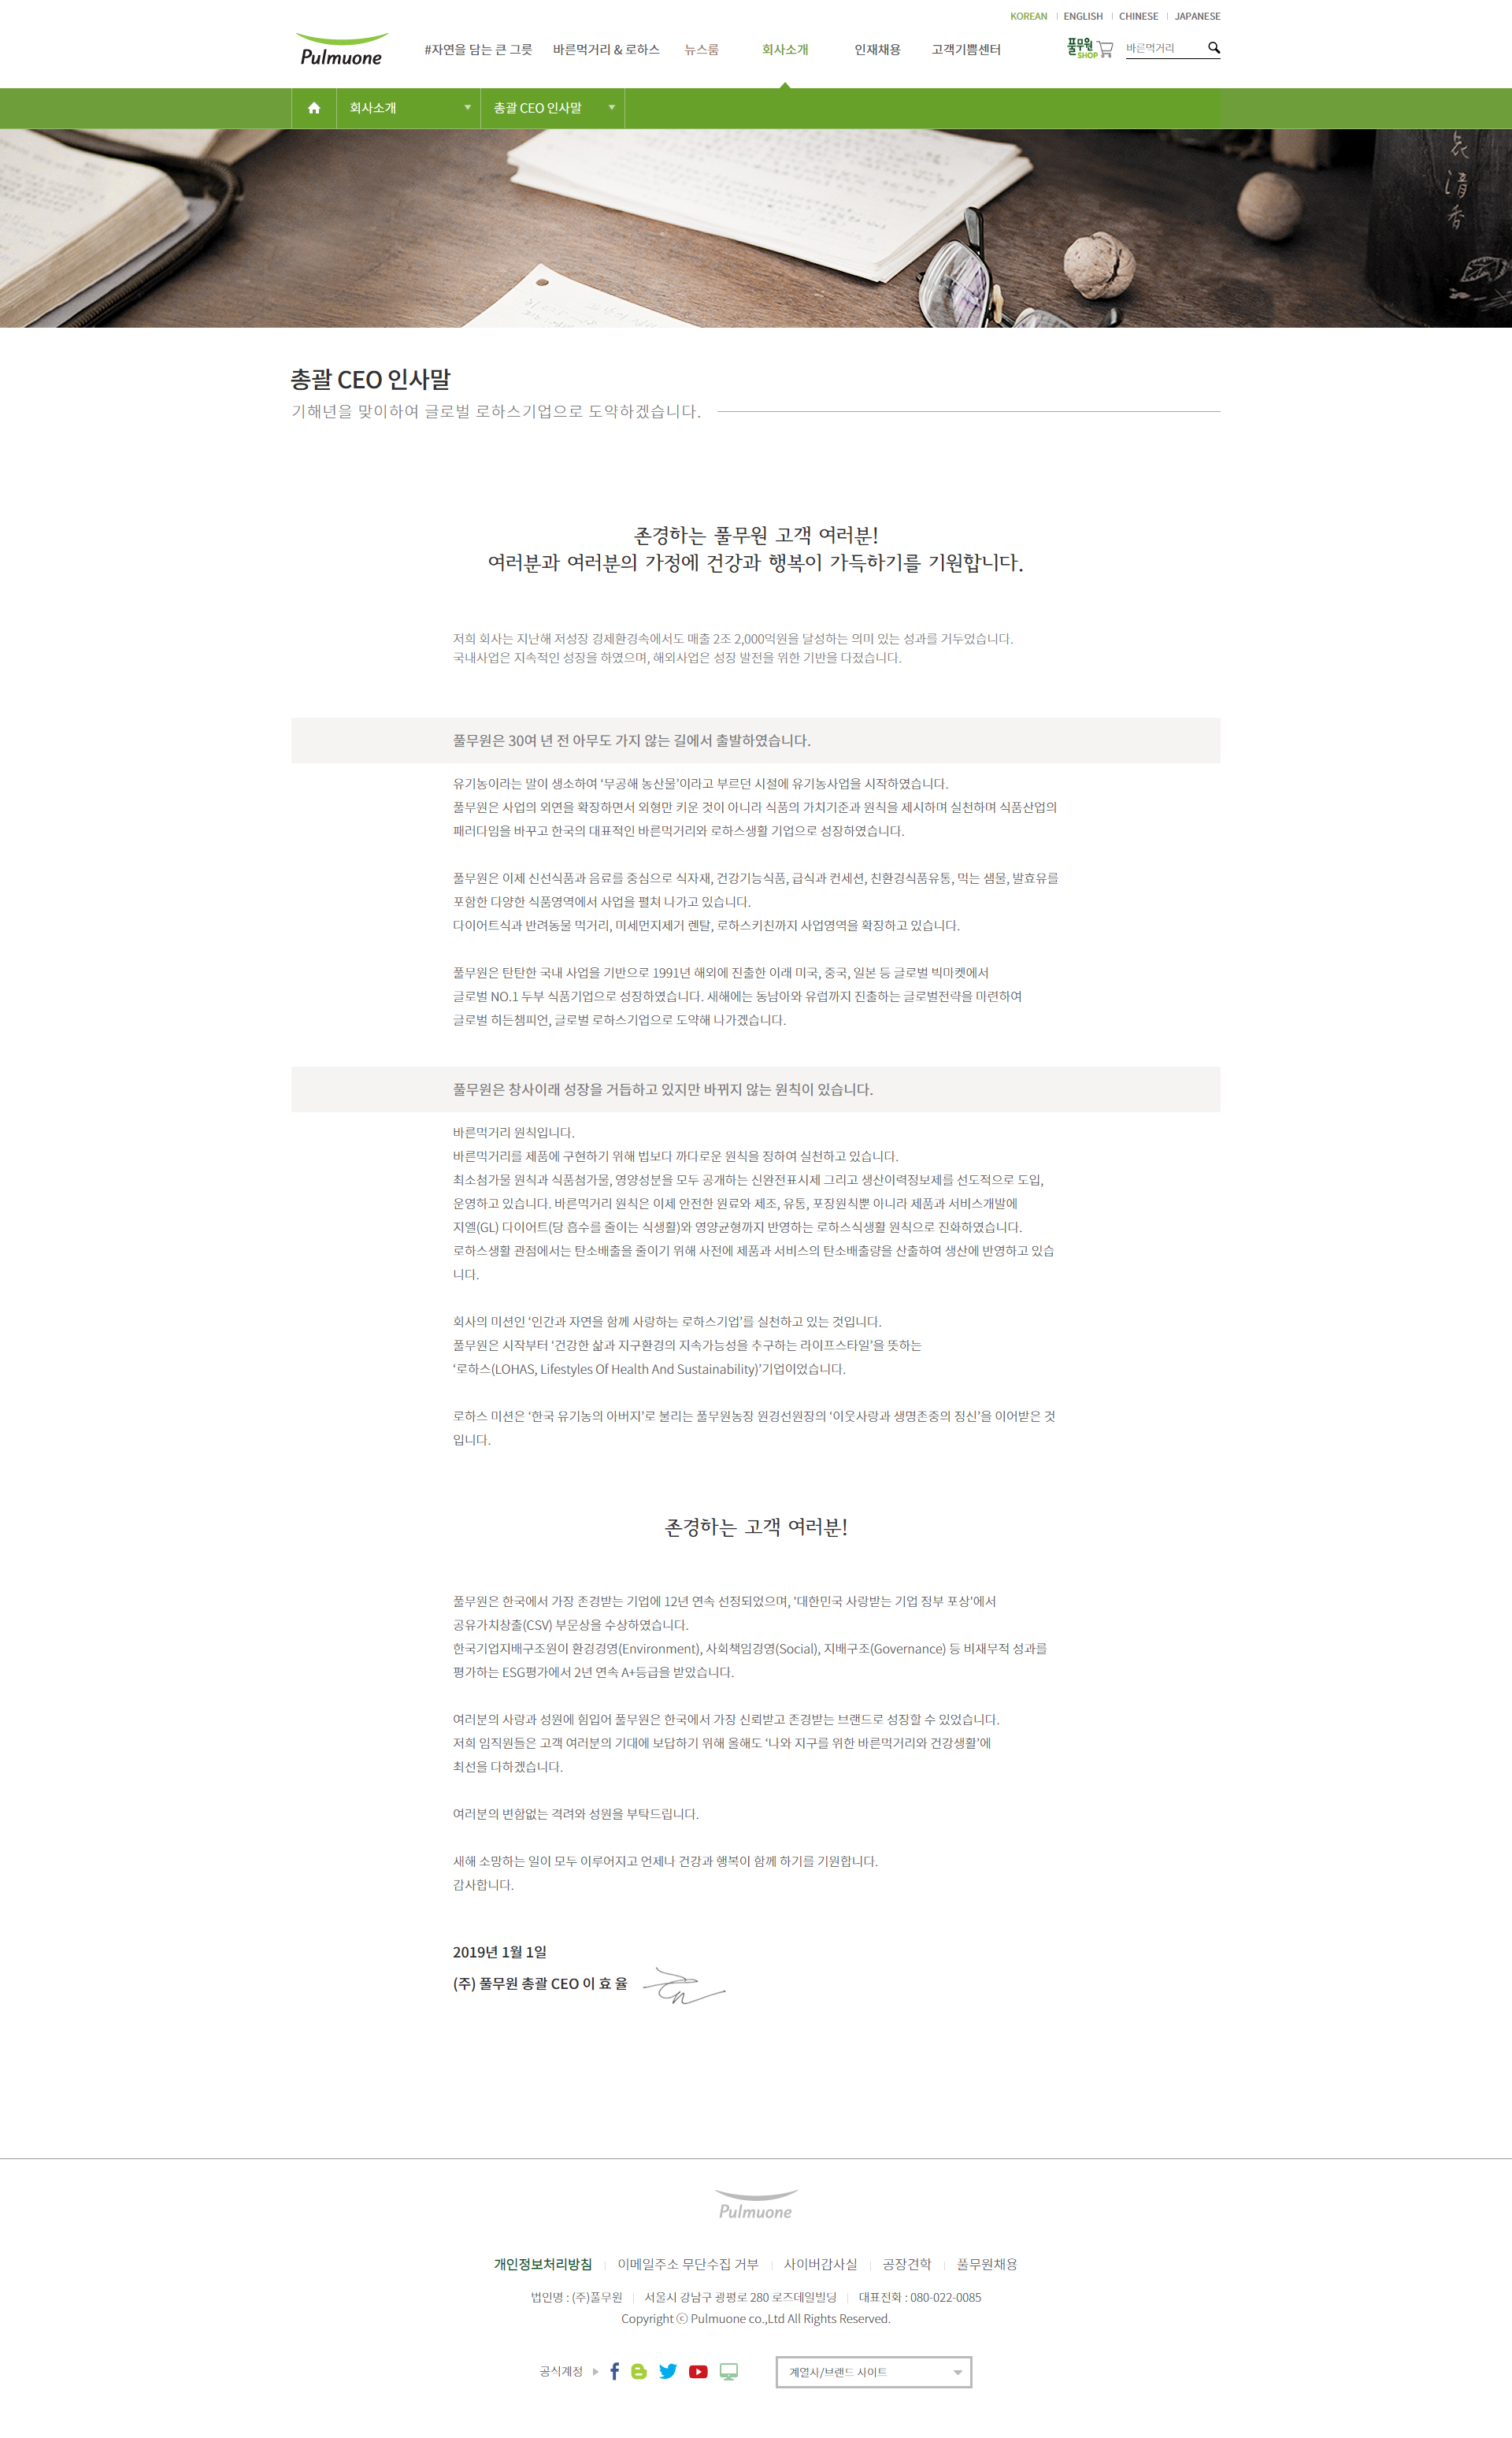 KOREAN ENGLISH CHINESE JAPANESE
Pulmuone #자연을 담는 큰 그릇 바른먹거리 & 로하스 뉴스룸 회사소개 인재채용 고객기쁨센터 풀무원 SHOP 바른먹거리
회사소개 총괄 CEO 인사말
총괄 CEO 인사말
기해년을 맞이하여 글로벌 로하스기업으로 도약하겠습니다.
존경하는 풀무원 고객 여러분!
여러분과 여러분의 가정에 건강과 행복이 가득하기를 기원합니다.
저희 회사는 지난해 저성장 경제환경속에서도 매출 2조 2,000억원을 달성하는 의미 있는 성과를 거두었습니다.
국내사업은 지속적인 성장을 하였으며, 해외사업은 성장 발전을 위한 기반을 다졌습니다.
풀무원은 30여 년 전 아무도 가지 않는 길에서 출발하였습니다.
유기농이라는 말이 생소하여 ‘무공해 농산물’이라고 부르던 시절에 유기농사업을 시작하였습니다.
풀무원은 사업의 외연을 확장하면서 외형만 키운 것이 아니라 식품의 가치기준과 원칙을 제시하며 실천하며 식품산업의
패러다임을 바꾸고 한국의 대표적인 바른먹거리와 로하스생활 기업으로 성장하였습니다.
풀무원은 이제 신선식품과 음료를 중심으로 식자재, 건강기능식품, 급식과 컨세션, 친환경식품유통, 먹는 샘물, 발효유를
포함한 다양한 식품영역에서 사업을 펼쳐 나가고 있습니다.
다이어트식과 반려동물 먹거리, 미세먼지제거 렌탈, 로하스키친까지 사업영역을 확장하고 있습니다.
풀무원은 탄탄한 국내 사업을 기반으로 1991년 해외에 진출한 이래 미국, 중국, 일본 등 글로벌 빅마켓에서
글로벌 NO.1 두부 식품기업으로 성장하였습니다. 새해에는 동남아와 유럽까지 진출하는 글로벌전략을 마련하여
글로벌 히든챔피언, 글로벌 로하스기업으로 도약해 나가겠습니다.
풀무원은 창사이래 성장을 거듭하고 있지만 바뀌지 않는 원칙이 있습니다.
바른먹거리 원칙입니다.
바른먹거리를 제품에 구현하기 위해 법보다 까다로운 원칙을 정하여 실천하고 있습니다.
최소첨가물 원칙과 식품첨가물, 영양성분을 모두 공개하는 신완전표시제 그리고 생산이력정보제를 선도적으로 도입,
운영하고 있습니다. 바른먹거리 원칙은 이제 안전한 원료와 제조, 유통, 포장원칙뿐 아니라 제품과 서비스개발에
지엘(GL) 다이어트(당 흡수를 줄이는 식생활)와 영양균형까지 반영하는 로하스식생활 원칙으로 진화하였습니다.
로하스생활 관점에서는 탄소배출을 줄이기 위해 사전에 제품과 서비스의 탄소배출량을 산출하여 생산에 반영하고 있습
니다.
회사의 미션인 ‘인간과 자연을 함께 사랑하는 로하스기업’를 실천하고 있는 것입니다.
풀무원은 시작부터 ‘건강한 삶과 지구환경의 지속가능성을 추구하는 라이프스타일’을 뜻하는
‘로하스(LOHAS, Lifestyles Of Health And Sustainability)’기업이었습니다.
로하스 미션은 ‘한국 유기농의 아버지’로 불리는 풀무원농장 원경선원장의 ‘이웃사랑과 생명존중의 정신’을 이어받은 것
입니다.
존경하는 고객 여러분!
풀무원은 한국에서 가장 존경받는 기업에 12년 연속 선정되었으며, '대한민국 사랑받는 기업 정부 포상'에서
공유가치창출(CSV) 부문상을 수상하였습니다.
한국기업지배구조원이 환경경영(Environment), 사회책임경영(Social), 지배구조(Governance) 등 비재무적 성과를
평가하는 ESG평가에서 2년 연속 A+등급을 받았습니다.
여러분의 사랑과 성원에 힘입어 풀무원은 한국에서 가장 신뢰받고 존경받는 브랜드로 성장할 수 있었습니다.
저희 임직원들은 고객 여러분의 기대에 보답하기 위해 올해도 ‘나와 지구를 위한 바른먹거리와 건강생활’에
최선을 다하겠습니다.
여러분의 변함없는 격려와 성원을 부탁드립니다.
새해 소망하는 일이 모두 이루어지고 언제나 건강과 행복이 함께 하기를 기원합니다.
감사합니다.
2019년 1월 1일
(주) 풀무원 총괄 CEO 이 효 율
Pulmuone
개인정보처리방침 이메일주소 무단수집 거부 사이버감사실 공장견학 풀무원채용
법인명 : (주)풀무원 서울시 강남구 광평로 280 로즈데일빌딩 대표전화 : 080-022-0085
Copyright ⓒ Pulmuone co.,Ltd All Rights Reserved.
공식계정 계열사/브랜드 사이트